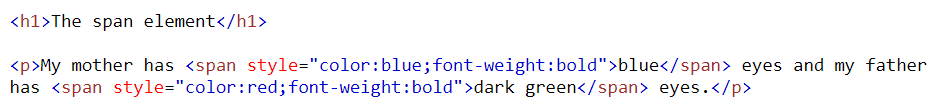 <h1>The span element</h1>
<p>My mother has <span style="color:blue;font-weight:bold">blue</span> eyes and my father
has <span style="color:red;font-weight:bold">dark green</span> eyes.</p>